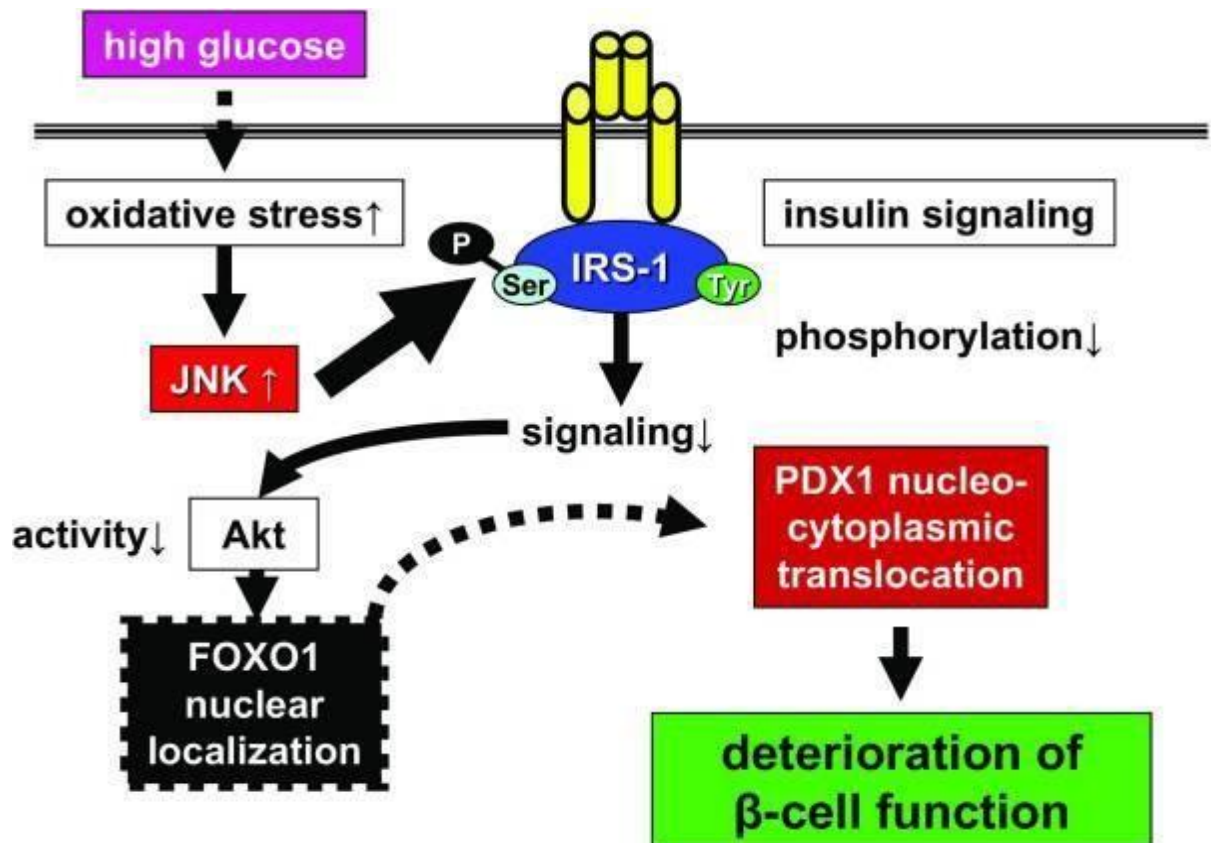 high glucose
oxidative stress↑
insulin signaling
P
Ser
IRS-1
Tyr
phosphorylation↓
JNK ↑
signaling↓
activity↓
Akt
PDX1 nucleo-
cytoplasmic
translocation
FOXO1
nuclear
localization
deterioration of
β-cell function